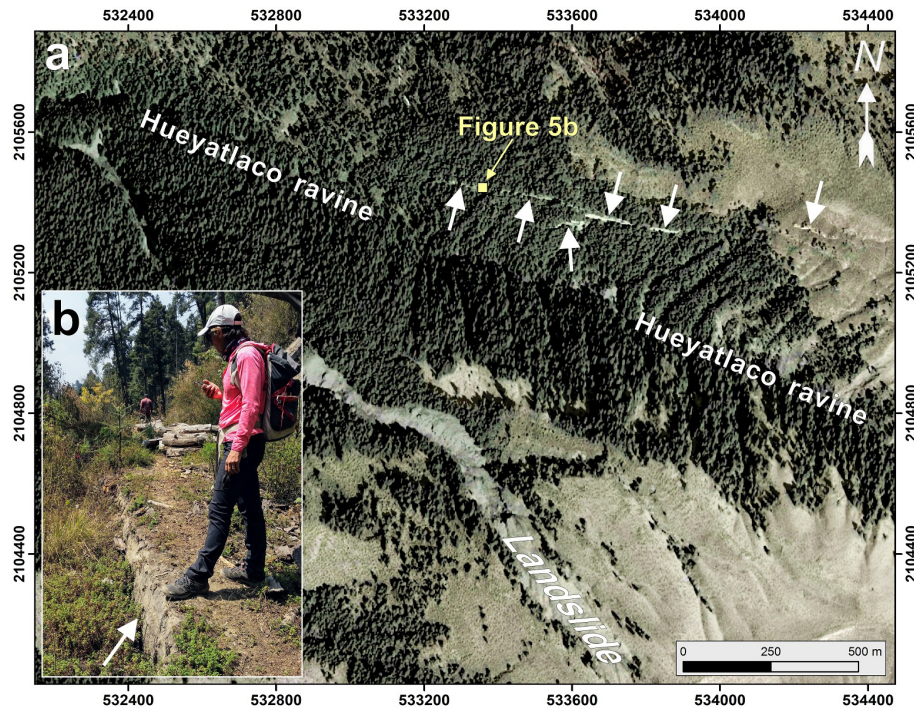 532400 532800 533200 533600 534000 534400
a
N
Hueyatlaco ravine
Figure 5b
2105600 2105600
2105200 2105200
b
Hueyatlaco ravine
2104800 2104800
Landslide
2104400 2104400
0 250 500 m
532400 532800 533200 533600 534000 534400